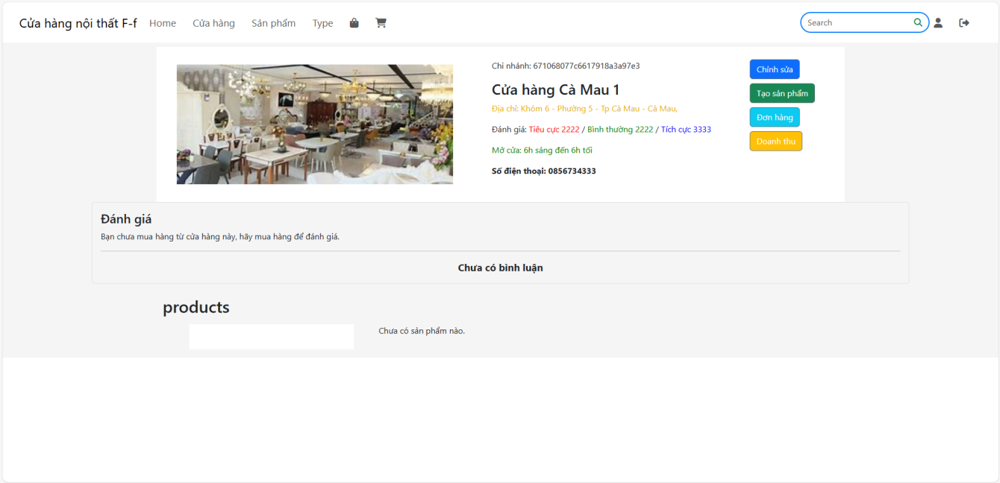 Cửa hàng nội thất F-f Home Cửa hàng Sản phẩm Type Search
Chi nhánh: 671068077c6617918a3a97e3
Cửa hàng Cà Mau 1
Địa chỉ: Khóm 6 - Phường 5 - Tp Cà Mau - Cà Mau,
Đánh giá: Tiêu cực 2222 / Bình thường 2222 / Tích cực 3333
Mở cửa: 6h sáng đến 6h tối
Số điện thoại: 0856734333
Chỉnh sửa
Tạo sản phẩm
Đơn hàng
Doanh thu
Đánh giá
Bạn chưa mua hàng từ cửa hàng này, hãy mua hàng để đánh giá.
Chưa có bình luận
products
Chưa có sản phẩm nào.